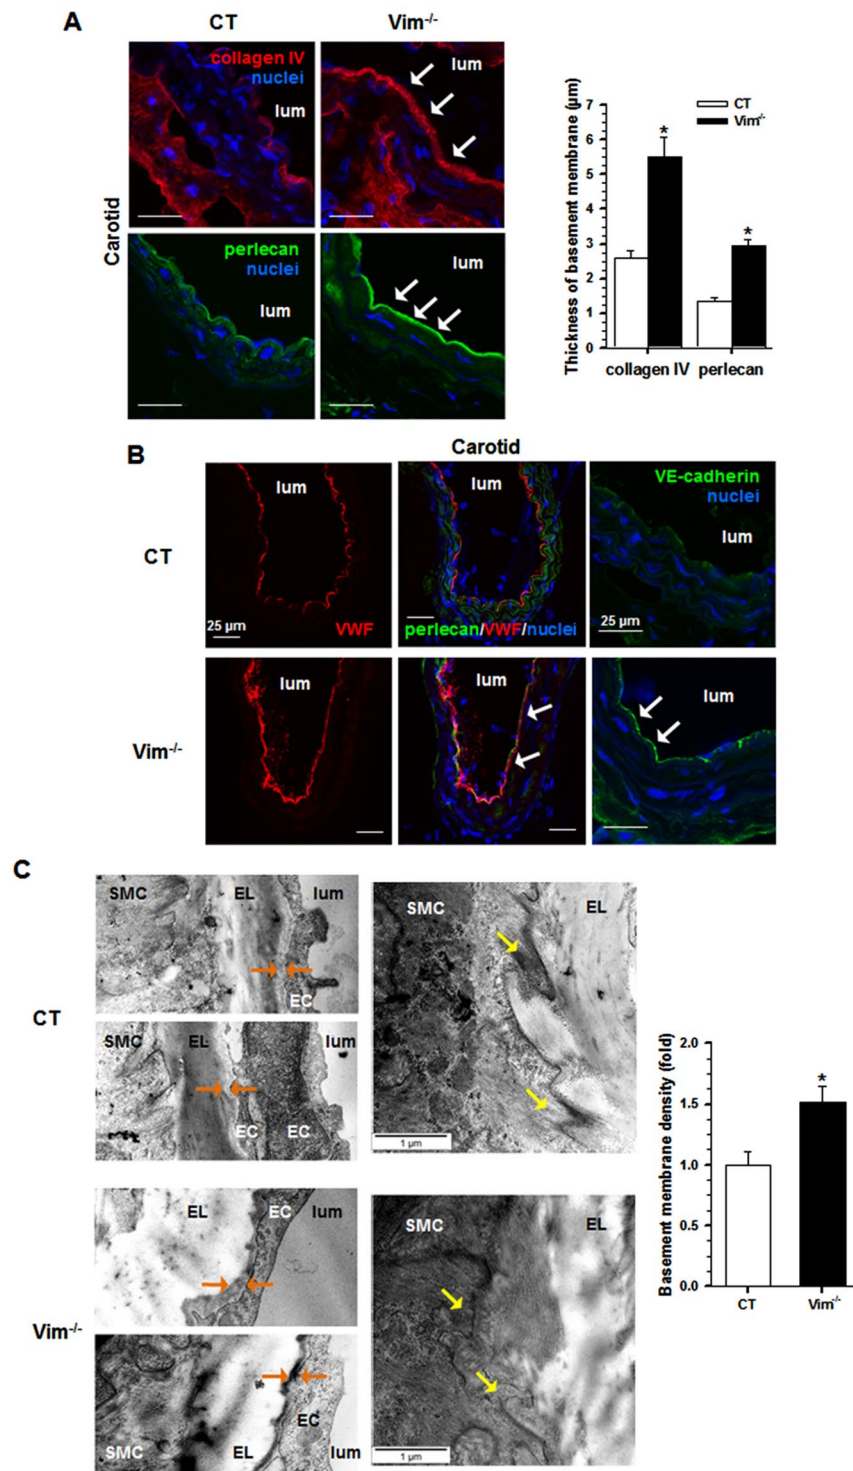 A
CT
Vim-/-
collagen IV
nuclei
lum
lum
Carotid
perlecan
nuclei
lum
lum
Thickness of basement membrane (µm)
7
6
5
4
3
2
1
0
CT
Vim-/-
*
*
collagen IV
perlecan
B
Carotid
CT
lum
25 µm
VWF
lum
perlecan/VWF/nuclei
VE-cadherin
nuclei
lum
25 µm
Vim-/-
lum
lum
lum
C
CT
SMC
EL
lum
EC
SMC
EL
lum
EC
EC
SMC
EL
1 µm
Vim-/-
EL
EC
lum
SMC
EL
EC
lum
SMC
EL
1 µm
Basement membrane density (fold)
2.0
1.5
1.0
0.5
0.0
*
CT
Vim-/-